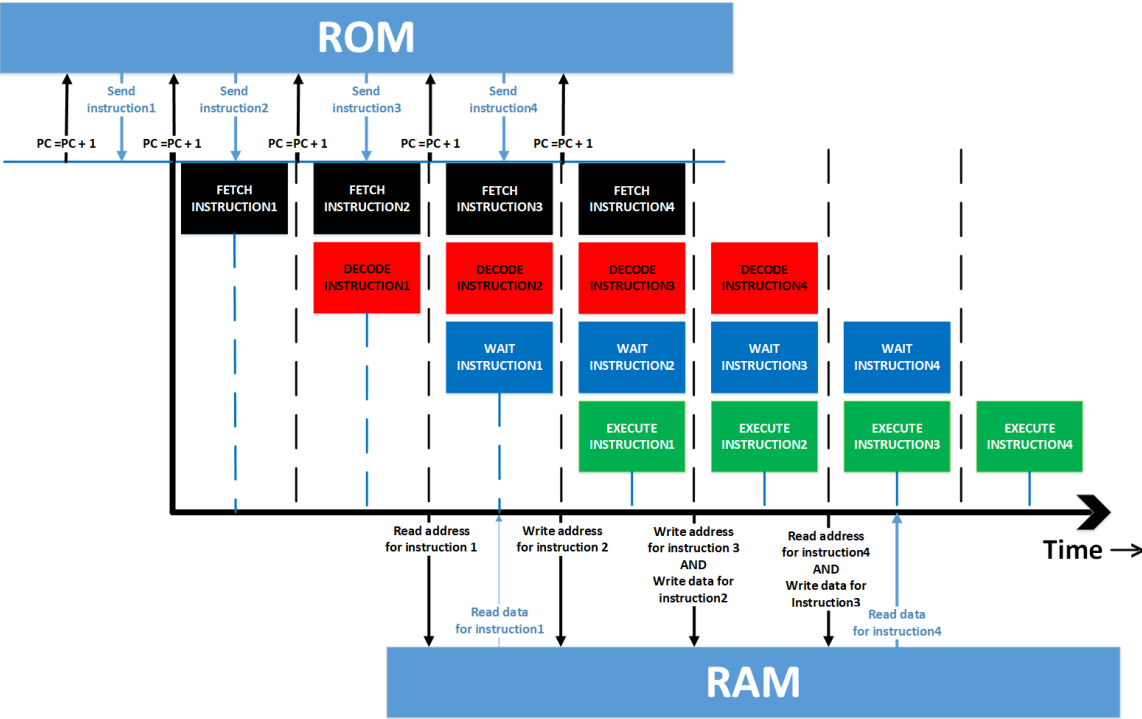 ROM
Send
instruction1
Send
instruction2
Send
instruction3
Send
instruction4
PC =PC + 1
PC =PC + 1
PC =PC + 1
PC =PC + 1
PC =PC + 1
FETCH
INSTRUCTION1
FETCH
INSTRUCTION2
FETCH
INSTRUCTION3
FETCH
INSTRUCTION4
DECODE
INSTRUCTION1
DECODE
INSTRUCTION2
DECODE
INSTRUCTION3
DECODE
INSTRUCTION4
WAIT
INSTRUCTION1
WAIT
INSTRUCTION2
WAIT
INSTRUCTION3
WAIT
INSTRUCTION4
EXECUTE
INSTRUCTION1
EXECUTE
INSTRUCTION2
EXECUTE
INSTRUCTION3
EXECUTE
INSTRUCTION4
Read address
for instruction 1
Write address
for instruction 2
Write address
for instruction 3
AND
Write data for
instruction2
Read address
for instruction4
AND
Write data for
Instruction3
Time →
Read data
for instruction1
Read data
for instruction4
RAM